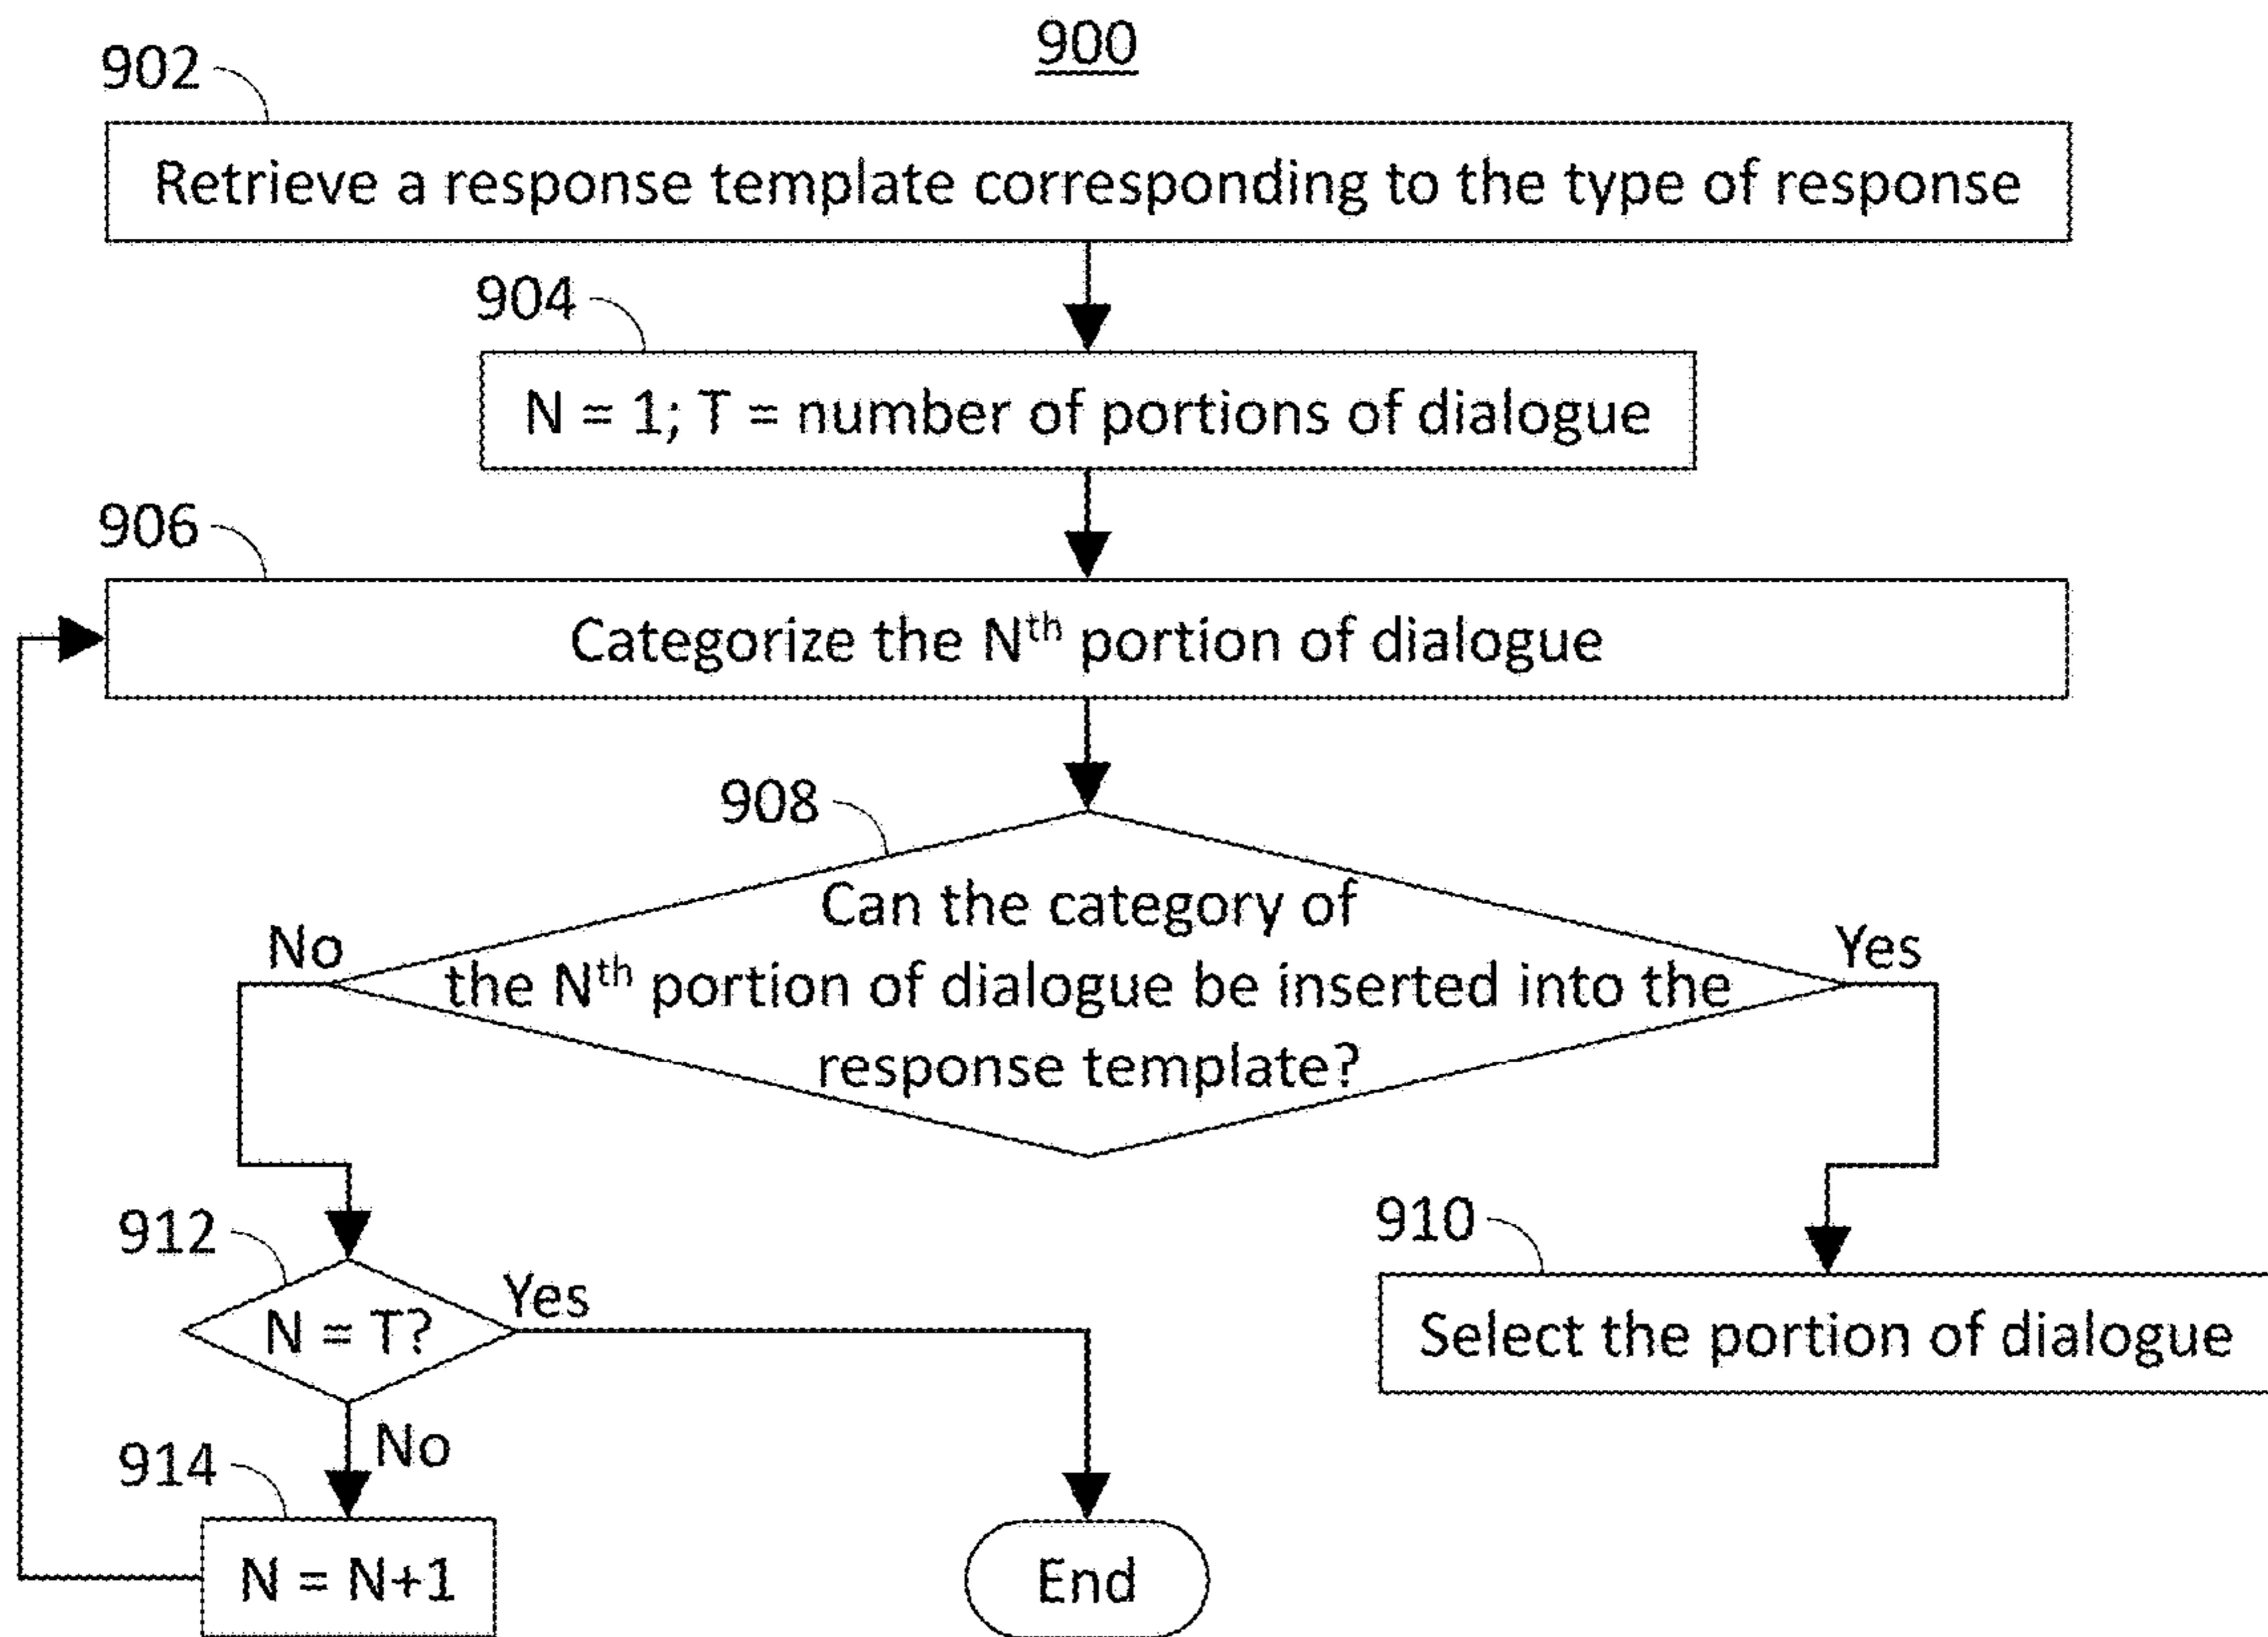 900
902
Retrieve a response template corresponding to the type of response
904
N = 1; T = number of portions of dialogue
906
Categorize the Nth portion of dialogue
908
Can the category of
the Nth portion of dialogue be inserted into the
response template?
No
Yes
912
N = T?
Yes
910
Select the portion of dialogue
No
914
N = N+1
End